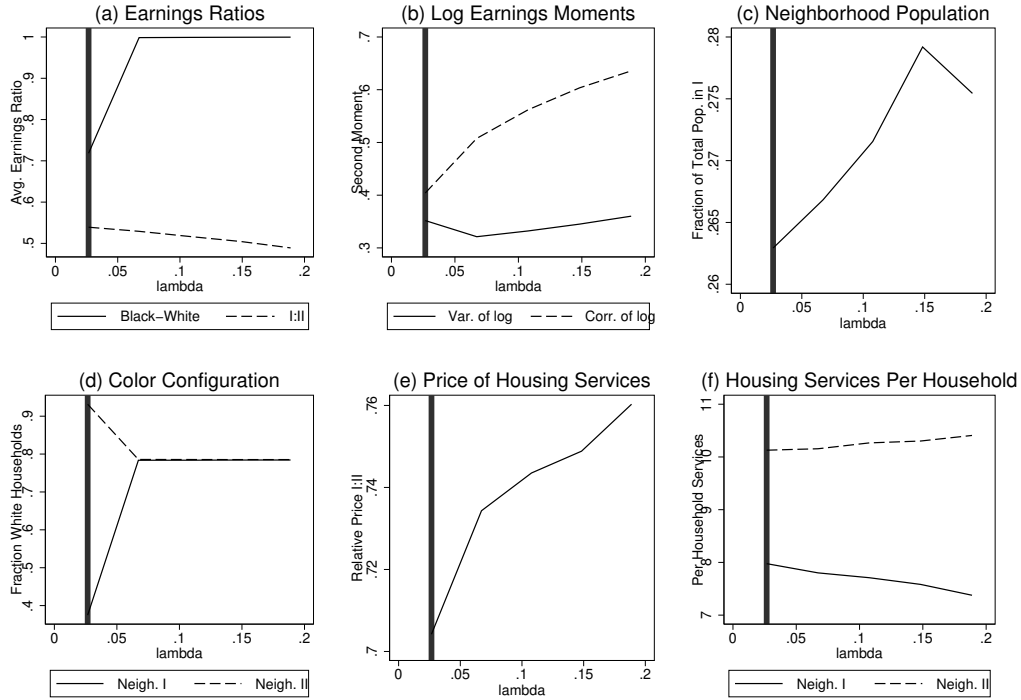 (a) Earnings Ratios
Avg. Earnings Ratio
.5 .6 .7 .8 .9 1
0 .05 .1 .15 .2
lambda
Black−White I:II
(b) Log Earnings Moments
Second Moment
.3 .4 .5 .6 .7
0 .05 .1 .15 .2
lambda
Var. of log Corr. of log
(c) Neighborhood Population
Fraction of Total Pop. in I
.26 .265 .27 .275 .28
0 .05 .1 .15 .2
lambda
(d) Color Configuration
Fraction White Households
.4 .5 .6 .7 .8 .9
0 .05 .1 .15 .2
lambda
Neigh. I Neigh. II
(e) Price of Housing Services
Relative Price I:II
.7 .72 .74 .76
0 .05 .1 .15 .2
lambda
(f) Housing Services Per Household
Per Household Services
7 8 9 10 11
0 .05 .1 .15 .2
lambda
Neigh. I Neigh. II